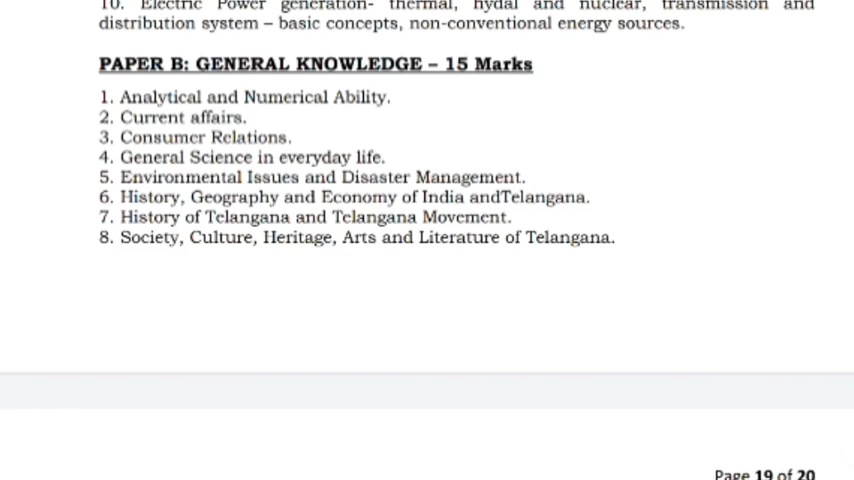 10. Electric Power generation- thermal, hydal and nuclear, transmission and
distribution system – basic concepts, non-conventional energy sources.
PAPER B: GENERAL KNOWLEDGE – 15 Marks
1. Analytical and Numerical Ability.
2. Current affairs.
3. Consumer Relations.
4. General Science in everyday life.
5. Environmental Issues and Disaster Management.
6. History, Geography and Economy of India andTelangana.
7. History of Telangana and Telangana Movement.
8. Society, Culture, Heritage, Arts and Literature of Telangana.
Page 19 of 20